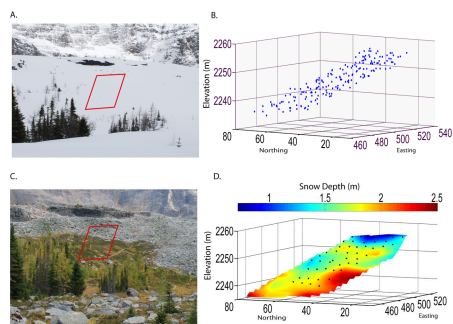 A.
B.
2260
2250
2240
Elevation (m)
80
60
40
20
Northing
460
480
500
520
540
Easting
C.
D.
Snow Depth (m)
1
1.5
2
2.5
2260
2250
2240
2235
Elevation (m)
80
60
40
20
Northing
460
480
500
520
Easting